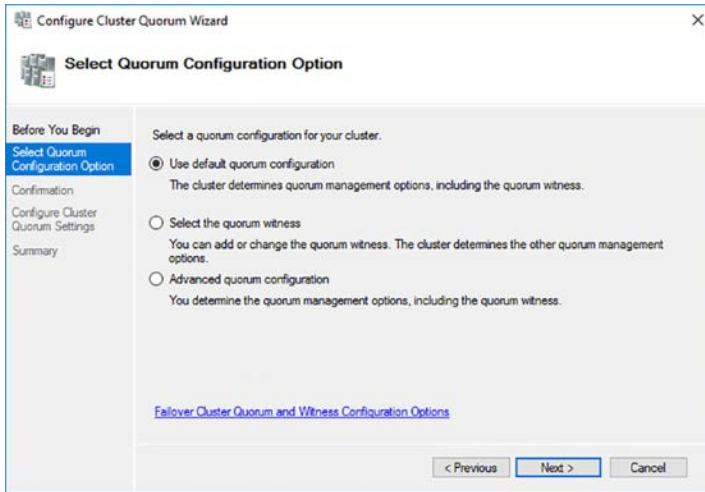 Configure Cluster Quorum Wizard
Select Quorum Configuration Option
Before You Begin
Select Quorum
Configuration Option
Confirmation
Configure Cluster
Quorum Settings
Summary
Select a quorum configuration for your cluster.
Use default quorum configuration
The cluster determines quorum management options, including the quorum witness.
Select the quorum witness
You can add or change the quorum witness. The cluster determines the other quorum management
options.
Advanced quorum configuration
You determine the quorum management options, including the quorum witness.
Failover Cluster Quorum and Witness Configuration Options
< Previous
Next >
Cancel